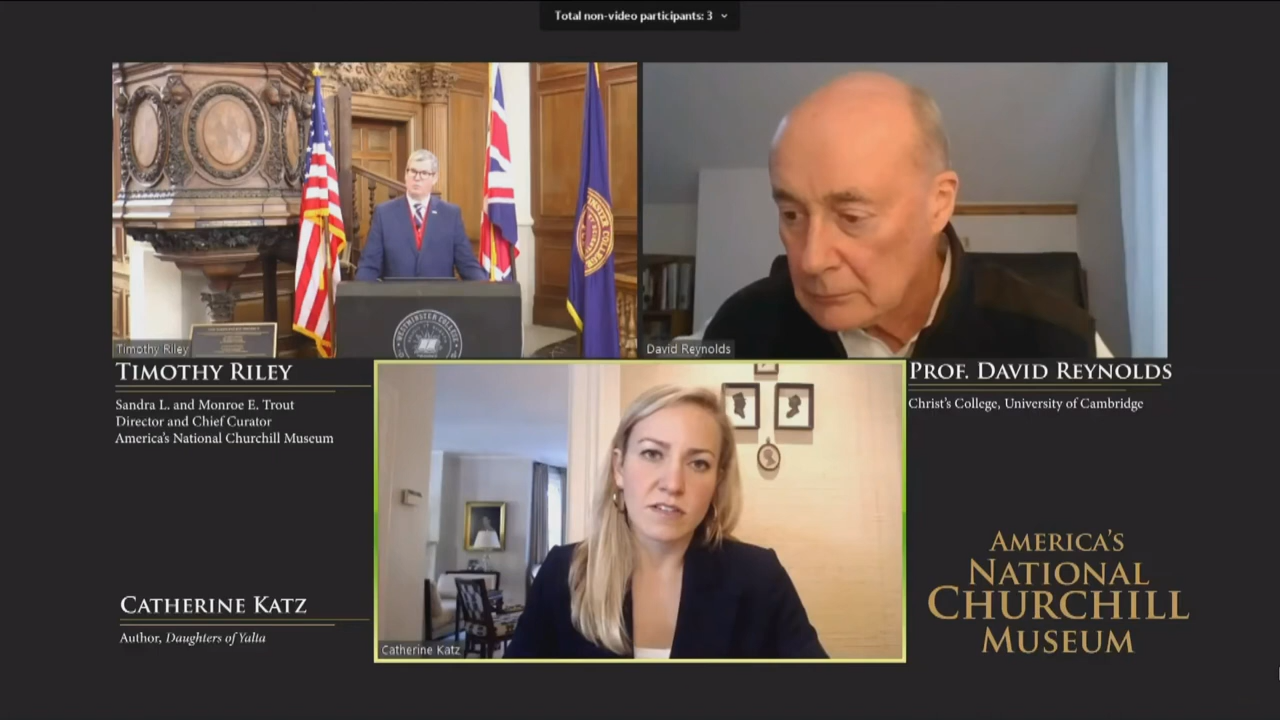 Total non-video participants: 3
Timothy Riley
David Reynolds
WESTMINSTER COLLEGE
TIMOTHY RILEY
Sandra L. and Monroe E. Trout
Director and Chief Curator
America's National Churchill Museum
PROF. DAVID REYNOLDS
Christ's College, University of Cambridge
CATHERINE KATZ
Author, Daughters of Yalta
Catherine Katz
AMERICA'S
NATIONAL
CHURCHILL
MUSEUM